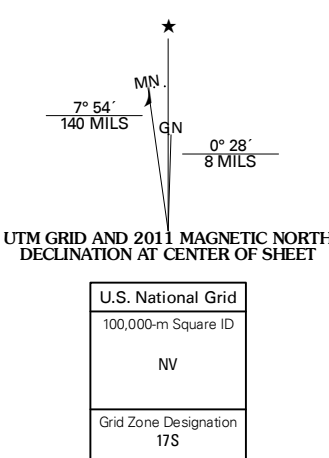 ★
MN
7° 54´
140 MILS
GN
0° 28´
8 MILS
UTM GRID AND 2011 MAGNETIC NORTH
DECLINATION AT CENTER OF SHEET
U.S. National Grid
100,000-m Square ID
NV
Grid Zone Designation
17S